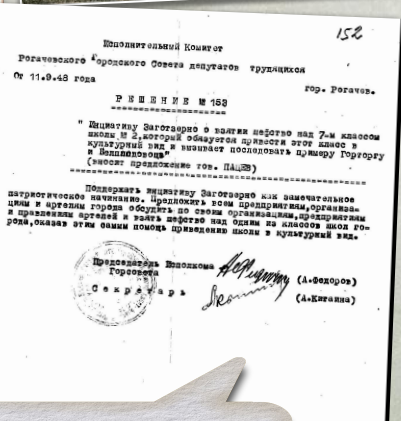 152
Исполнительный Комитет
Рогачевского Городского Совета депутатов трудящихся
От 11.9.48 года
гор. Рогачев.
РЕШЕНИЕ № 153
" Инициативу Заготзерно о взятии шефство над 7-м классом
школы № 2, который обязуется привести этот класс в
культурный вид и вызывает последовать примеру Горторгу
и Белплодовощ"
(вносит предложение тов. ПАЦЕВ)
Поддержать инициативу Заготзерно как замечательное
патриотическое начинание. Предложить всем предприятиям, организа-
циям и артелям города обсудить по своим организациям, предприятиям
и правлениям артелей и взять шефство над одним из классов школ го-
рода, оказав этим самым помощь приведению школы в культурный вид.
Председатель Исполкома
Горсовета
(А.Федоров)
Секретарь
(А.Китаина)